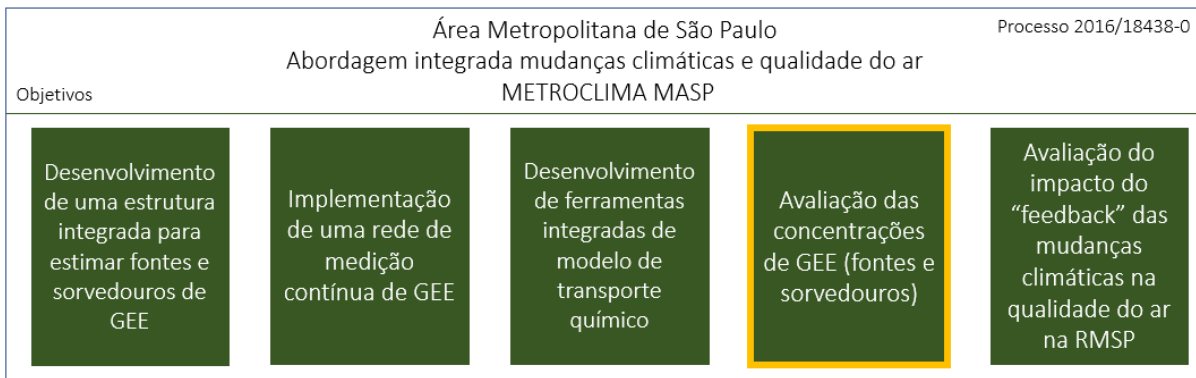 Área Metropolitana de São Paulo
Processo 2016/18438-0
Abordagem integrada mudanças climáticas e qualidade do ar
Objetivos
METROCLIMA MASP
Desenvolvimento
de uma estrutura
integrada para
estimar fontes e
sorvedouros de
GEE
Implementação
de uma rede de
medição
contínua de GEE
Desenvolvimento
de ferramentas
integradas de
modelo de
transporte
químico
Avaliação das
concentrações
de GEE (fontes e
sorvedouros)
Avaliação do
impacto do
“feedback” das
mudanças
climáticas na
qualidade do ar
na RMSP